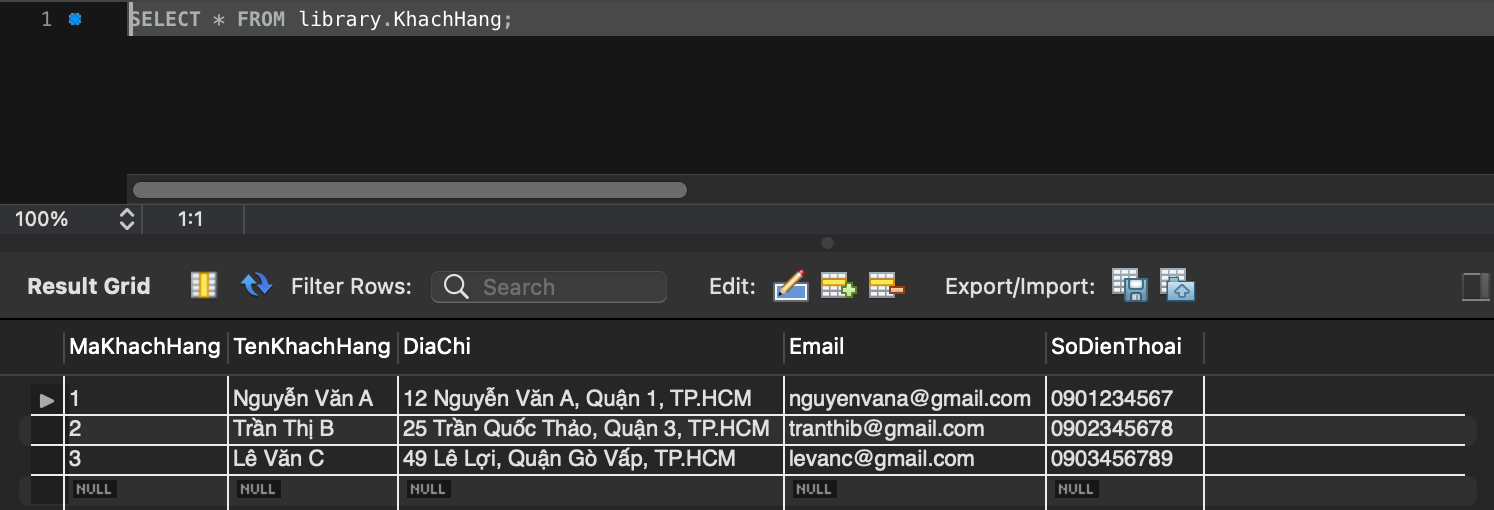 1 SELECT * FROM library.KhachHang;
100% 1:1
Result Grid Filter Rows: Search Edit: Export/Import:
MaKhachHang TenKhachHang DiaChi Email SoDienThoai
1 Nguyễn Văn A 12 Nguyễn Văn A, Quận 1, TP.HCM nguyenvana@gmail.com 0901234567
2 Trần Thị B 25 Trần Quốc Thảo, Quận 3, TP.HCM tranthib@gmail.com 0902345678
3 Lê Văn C 49 Lê Lợi, Quận Gò Vấp, TP.HCM levanc@gmail.com 0903456789
NULL NULL NULL NULL NULL